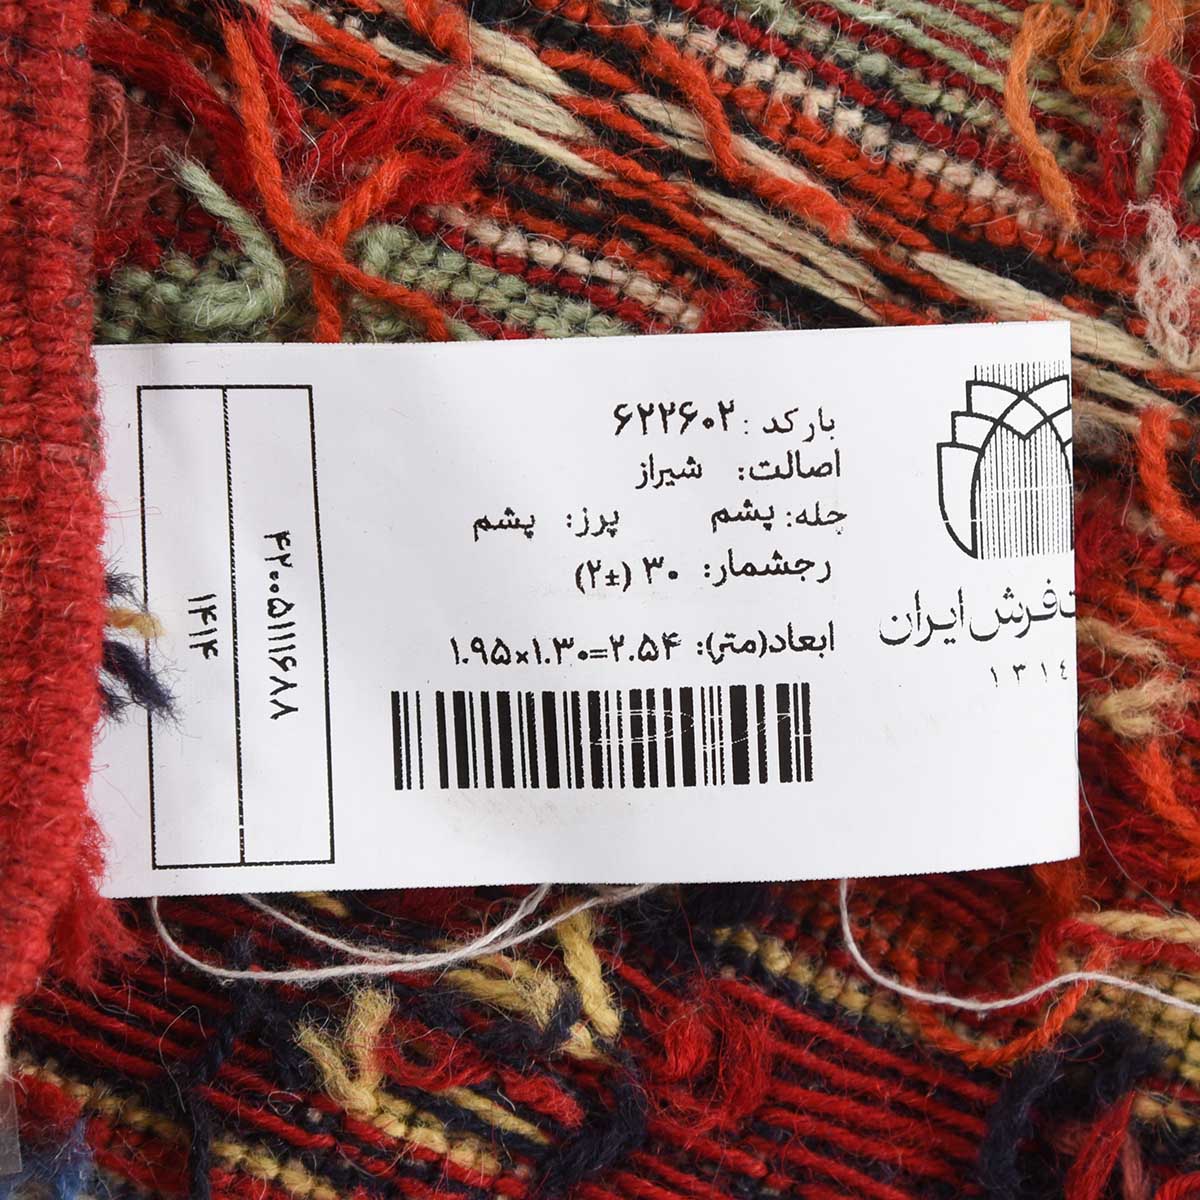 بارکد : ۶۲۲۶۰۲
اصالت: شیراز
چله: پشم پرز: پشم
رجشمار: ۳۰ (±۲)
ابعاد(متر): ۱.۹۵×۱.۳۰=۲.۵۴
فرش ایران
۱۳۱۴
۴۲۰۰۵۱۱۱۶۸۸
۱۴۱۴